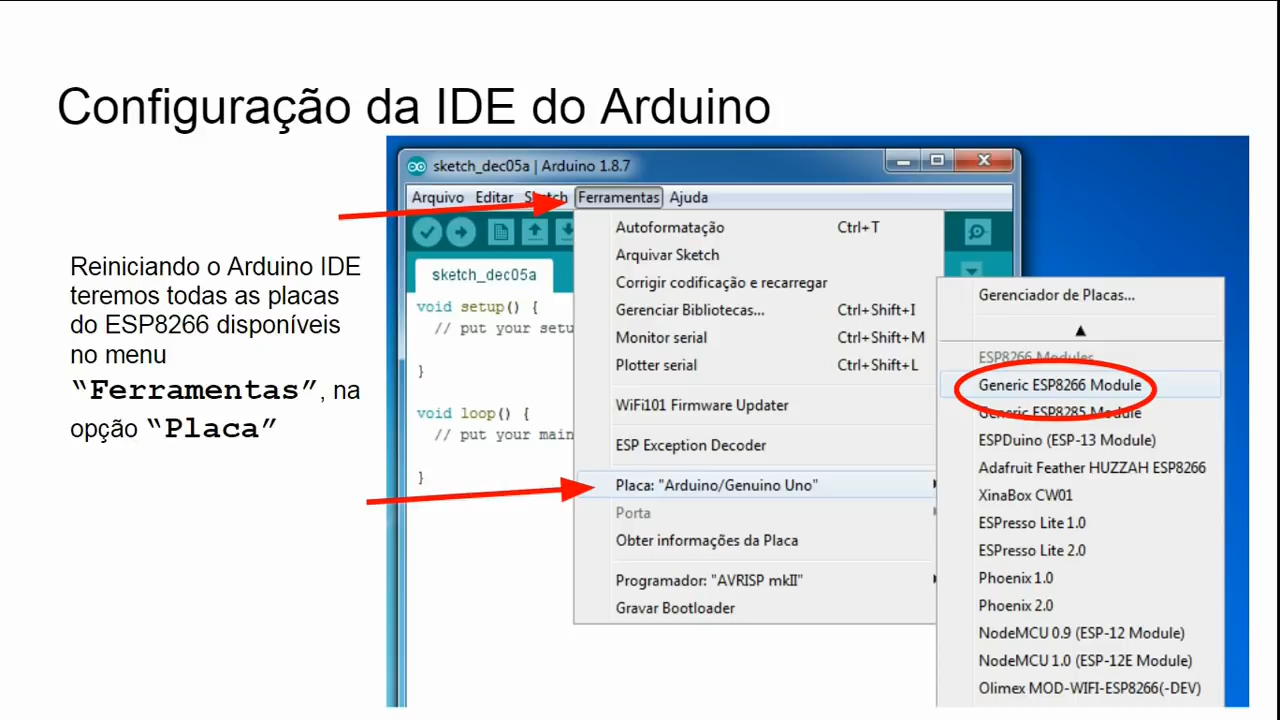 Configuração da IDE do Arduino
Reiniciando o Arduino IDE
teremos todas as placas
do ESP8266 disponíveis
no menu
“Ferramentas”, na
opção “Placa”
sketch_dec05a | Arduino 1.8.7
Arquivo Editar Sketch Ferramentas Ajuda
sketch_dec05a
void setup() {
// put your setu
}
void loop() {
// put your main
}
Autoformatação Ctrl+T
Arquivar Sketch
Corrigir codificação e recarregar
Gerenciar Bibliotecas... Ctrl+Shift+I
Monitor serial Ctrl+Shift+M
Plotter serial Ctrl+Shift+L
WiFi101 Firmware Updater
ESP Exception Decoder
Placa: "Arduino/Genuino Uno"
Porta
Obter informações da Placa
Programador: "AVRISP mkII"
Gravar Bootloader
Gerenciador de Placas...
ESP8266 Modules
Generic ESP8266 Module
Generic ESP8285 Module
ESPDuino (ESP-13 Module)
Adafruit Feather HUZZAH ESP8266
XinaBox CW01
ESPresso Lite 1.0
ESPresso Lite 2.0
Phoenix 1.0
Phoenix 2.0
NodeMCU 0.9 (ESP-12 Module)
NodeMCU 1.0 (ESP-12E Module)
Olimex MOD-WIFI-ESP8266(-DEV)